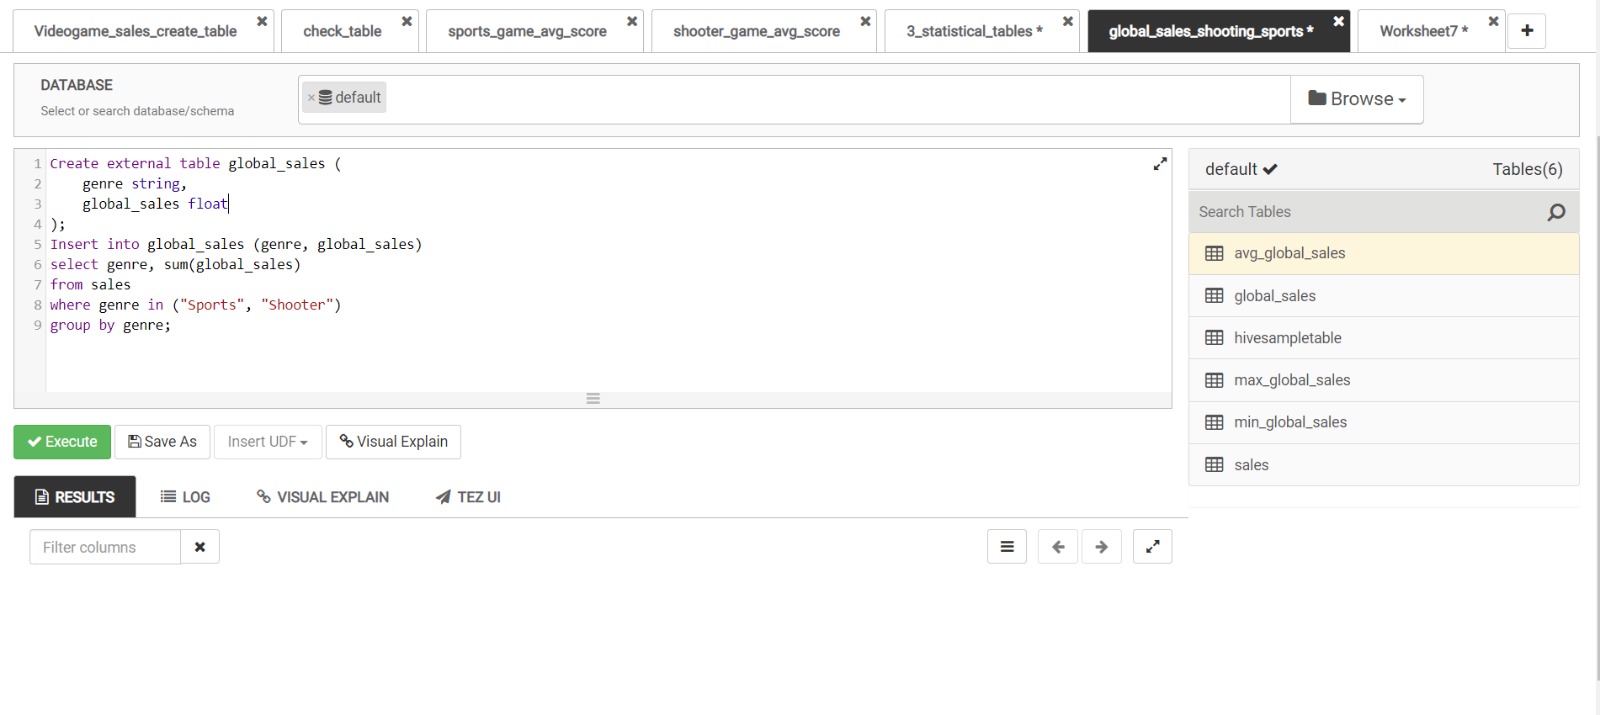 Videogame_sales_create_table
check_table
sports_game_avg_score
shooter_game_avg_score
3_statistical_tables *
global_sales_shooting_sports *
Worksheet7 *
DATABASE
Select or search database/schema
× default
Browse
1 Create external table global_sales (
2 genre string,
3 global_sales float
4 );
5 Insert into global_sales (genre, global_sales)
6 select genre, sum(global_sales)
7 from sales
8 where genre in ("Sports", "Shooter")
9 group by genre;
default
Tables(6)
Search Tables
avg_global_sales
global_sales
hivesampletable
max_global_sales
min_global_sales
sales
Execute
Save As
Insert UDF
Visual Explain
RESULTS
LOG
VISUAL EXPLAIN
TEZ UI
Filter columns